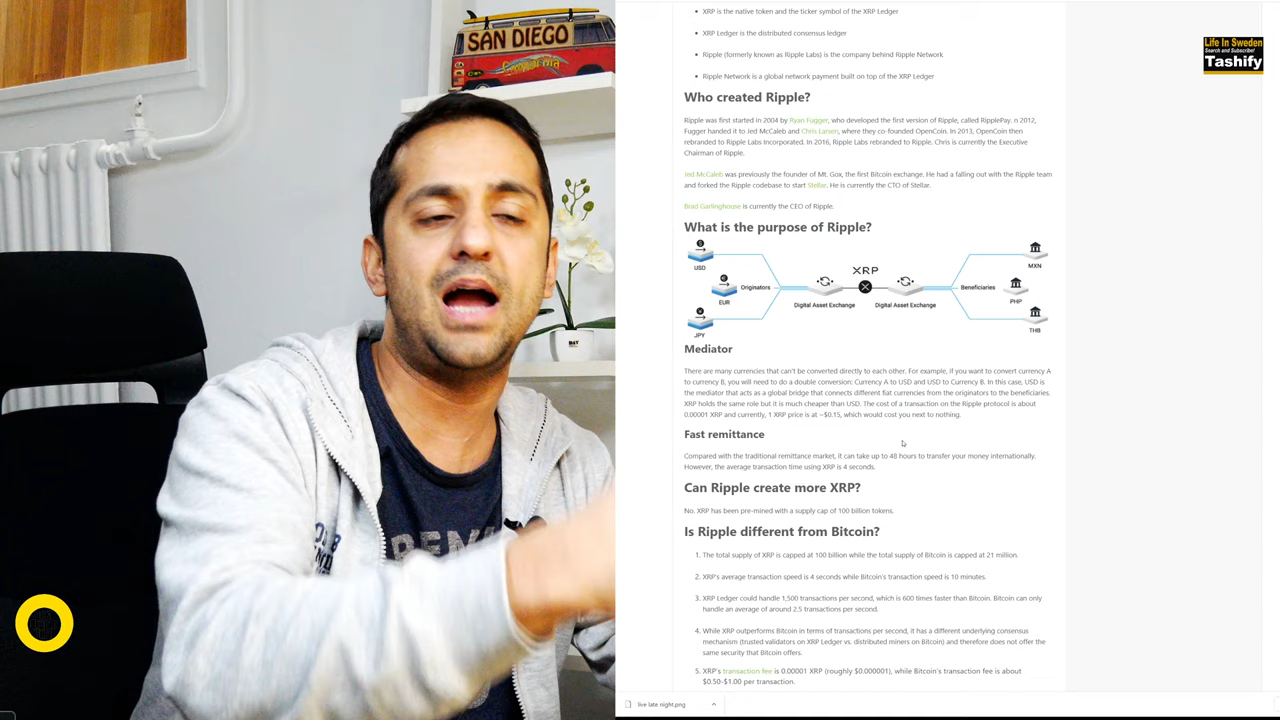 SAN DIEGO
California
Life In Sweden
Search and Subscribe!
Tashify
XRP is the native token and the ticker symbol of the XRP Ledger
XRP Ledger is the distributed consensus ledger
Ripple (formerly known as Ripple Labs) is the company behind Ripple Network
Ripple Network is a global network payment built on top of the XRP Ledger
Who created Ripple?
Ripple was first started in 2004 by Ryan Fugger, who developed the first version of Ripple, called RipplePay. n 2012,
Fugger handed it to Jed McCaleb and Chris Larsen, where they co-founded OpenCoin. In 2013, OpenCoin then
rebranded to Ripple Labs Incorporated. In 2016, Ripple Labs rebranded to Ripple. Chris is currently the Executive
Chairman of Ripple.
Jed McCaleb was previously the founder of Mt. Gox, the first Bitcoin exchange. He had a falling out with the Ripple team
and forked the Ripple codebase to start Stellar. He is currently the CTO of Stellar.
Brad Garlinghouse is currently the CEO of Ripple.
What is the purpose of Ripple?
USD
EUR
JPY
Originators
Digital Asset Exchange
XRP
Digital Asset Exchange
Beneficiaries
MXN
PHP
THB
Mediator
There are many currencies that can't be converted directly to each other. For example, if you want to convert currency A
to currency B, you will need to do a double conversion: Currency A to USD and USD to Currency B. In this case, USD is
the mediator that acts as a global bridge that connects different fiat currencies from the originators to the beneficiaries.
XRP holds the same role but it is much cheaper than USD. The cost of a transaction on the Ripple protocol is about
0.00001 XRP and currently, 1 XRP price is at ~$0.15, which would cost you next to nothing.
Fast remittance
Compared with the traditional remittance market, it can take up to 48 hours to transfer your money internationally.
However, the average transaction time using XRP is 4 seconds.
Can Ripple create more XRP?
No. XRP has been pre-mined with a supply cap of 100 billion tokens.
Is Ripple different from Bitcoin?
1. The total supply of XRP is capped at 100 billion while the total supply of Bitcoin is capped at 21 million.
2. XRP's average transaction speed is 4 seconds while Bitcoin's transaction speed is 10 minutes.
3. XRP Ledger could handle 1,500 transactions per second, which is 600 times faster than Bitcoin. Bitcoin can only
handle an average of around 2.5 transactions per second.
4. While XRP outperforms Bitcoin in terms of transactions per second, it has a different underlying consensus
mechanism (trusted validators on XRP Ledger vs. distributed miners on Bitcoin) and therefore does not offer the
same security that Bitcoin offers.
5. XRP's transaction fee is 0.00001 XRP (roughly $0.000001), while Bitcoin's transaction fee is about
$0.50-$1.00 per transaction.
live late night.png